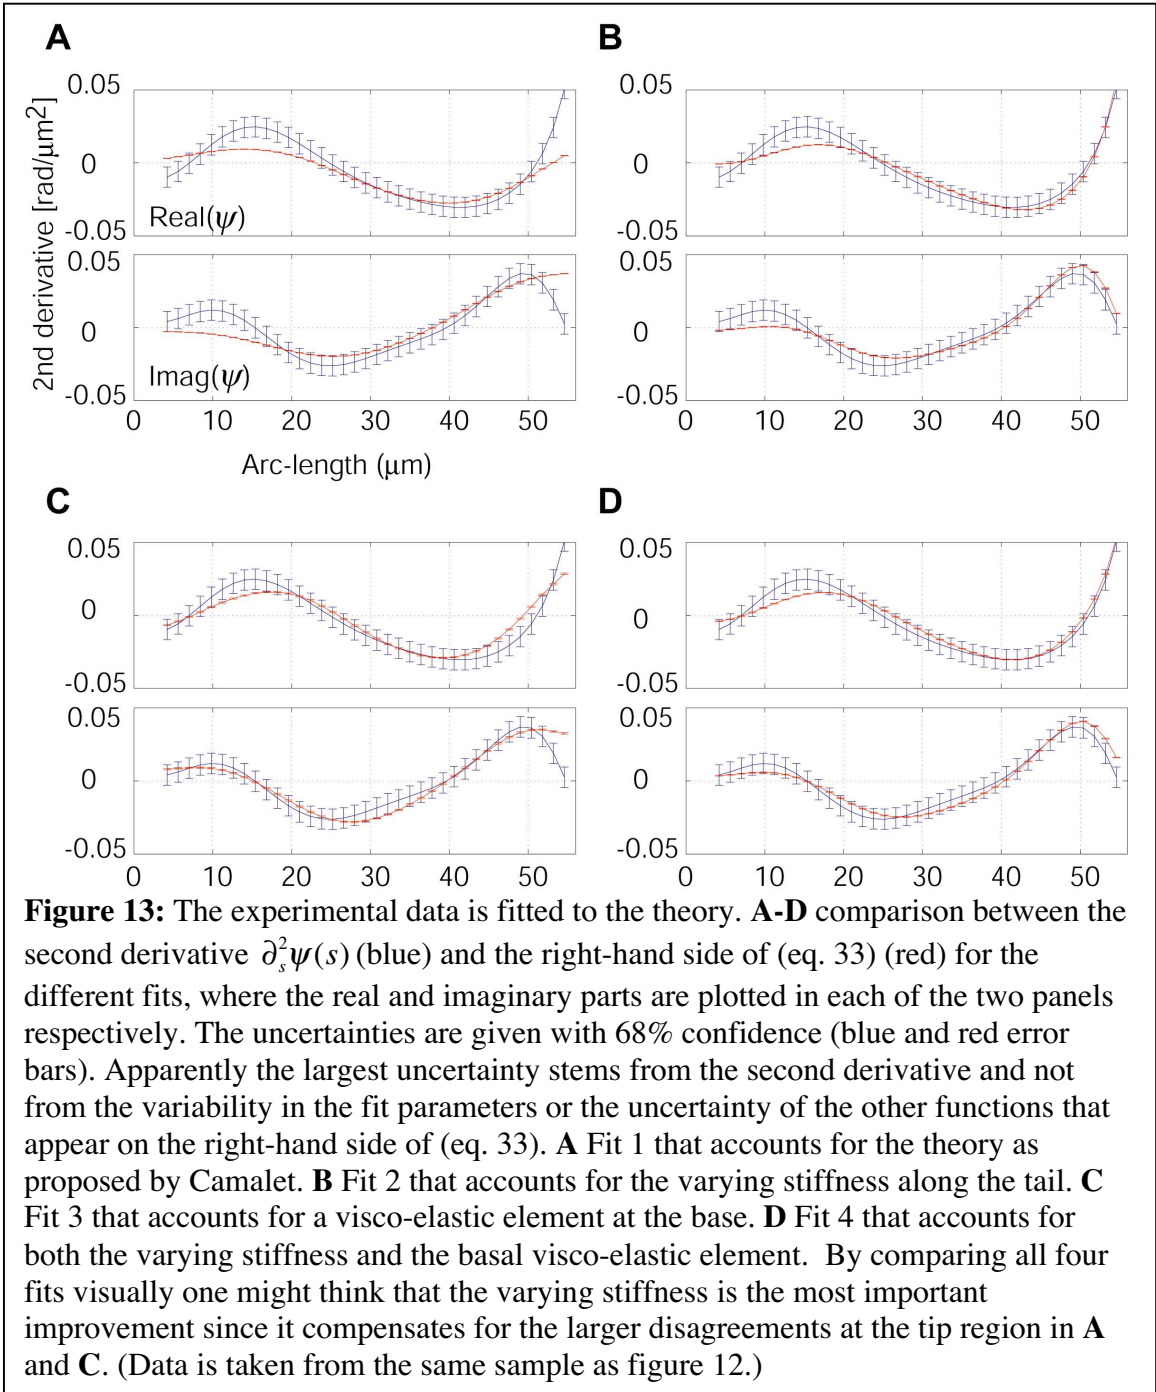 A
B
0.05
0
-0.05
Real(ψ)
0.05
0
-0.05
0.05
0
-0.05
Imag(ψ)
0.05
0
-0.05
2nd derivative [rad/μm²]
0 10 20 30 40 50
0 10 20 30 40 50
Arc-length (μm)
C
D
0.05
0
-0.05
0.05
0
-0.05
0.05
0
-0.05
0.05
0
-0.05
0 10 20 30 40 50
0 10 20 30 40 50
Figure 13: The experimental data is fitted to the theory. A-D comparison between the
second derivative ∂ₛ²ψ(s) (blue) and the right-hand side of (eq. 33) (red) for the
different fits, where the real and imaginary parts are plotted in each of the two panels
respectively. The uncertainties are given with 68% confidence (blue and red error
bars). Apparently the largest uncertainty stems from the second derivative and not
from the variability in the fit parameters or the uncertainty of the other functions that
appear on the right-hand side of (eq. 33). A Fit 1 that accounts for the theory as
proposed by Camalet. B Fit 2 that accounts for the varying stiffness along the tail. C
Fit 3 that accounts for a visco-elastic element at the base. D Fit 4 that accounts for
both the varying stiffness and the basal visco-elastic element. By comparing all four
fits visually one might think that the varying stiffness is the most important
improvement since it compensates for the larger disagreements at the tip region in A
and C. (Data is taken from the same sample as figure 12.)